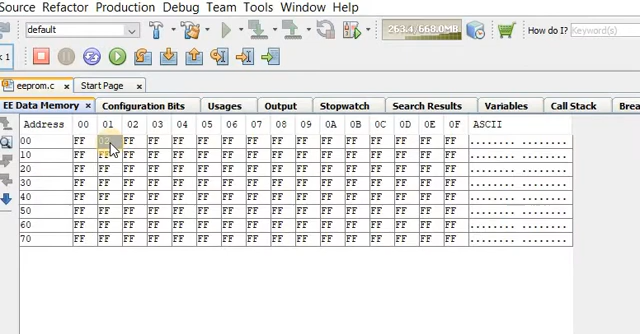 Source Refactor Production Debug Team Tools Window Help
default 263.4/668.0MB How do I? Keyword(s)
k 1
eeprom.c x Start Page x
EE Data Memory x Configuration Bits Usages Output Stopwatch Search Results Variables Call Stack Brea
Address 00 01 02 03 04 05 06 07 08 09 0A 0B 0C 0D 0E 0F ASCII
00 FF 02 FF FF FF FF FF FF FF FF FF FF FF FF FF FF ........ ........
10 FF FF FF FF FF FF FF FF FF FF FF FF FF FF FF FF ........ ........
20 FF FF FF FF FF FF FF FF FF FF FF FF FF FF FF FF ........ ........
30 FF FF FF FF FF FF FF FF FF FF FF FF FF FF FF FF ........ ........
40 FF FF FF FF FF FF FF FF FF FF FF FF FF FF FF FF ........ ........
50 FF FF FF FF FF FF FF FF FF FF FF FF FF FF FF FF ........ ........
60 FF FF FF FF FF FF FF FF FF FF FF FF FF FF FF FF ........ ........
70 FF FF FF FF FF FF FF FF FF FF FF FF FF FF FF FF ........ ........